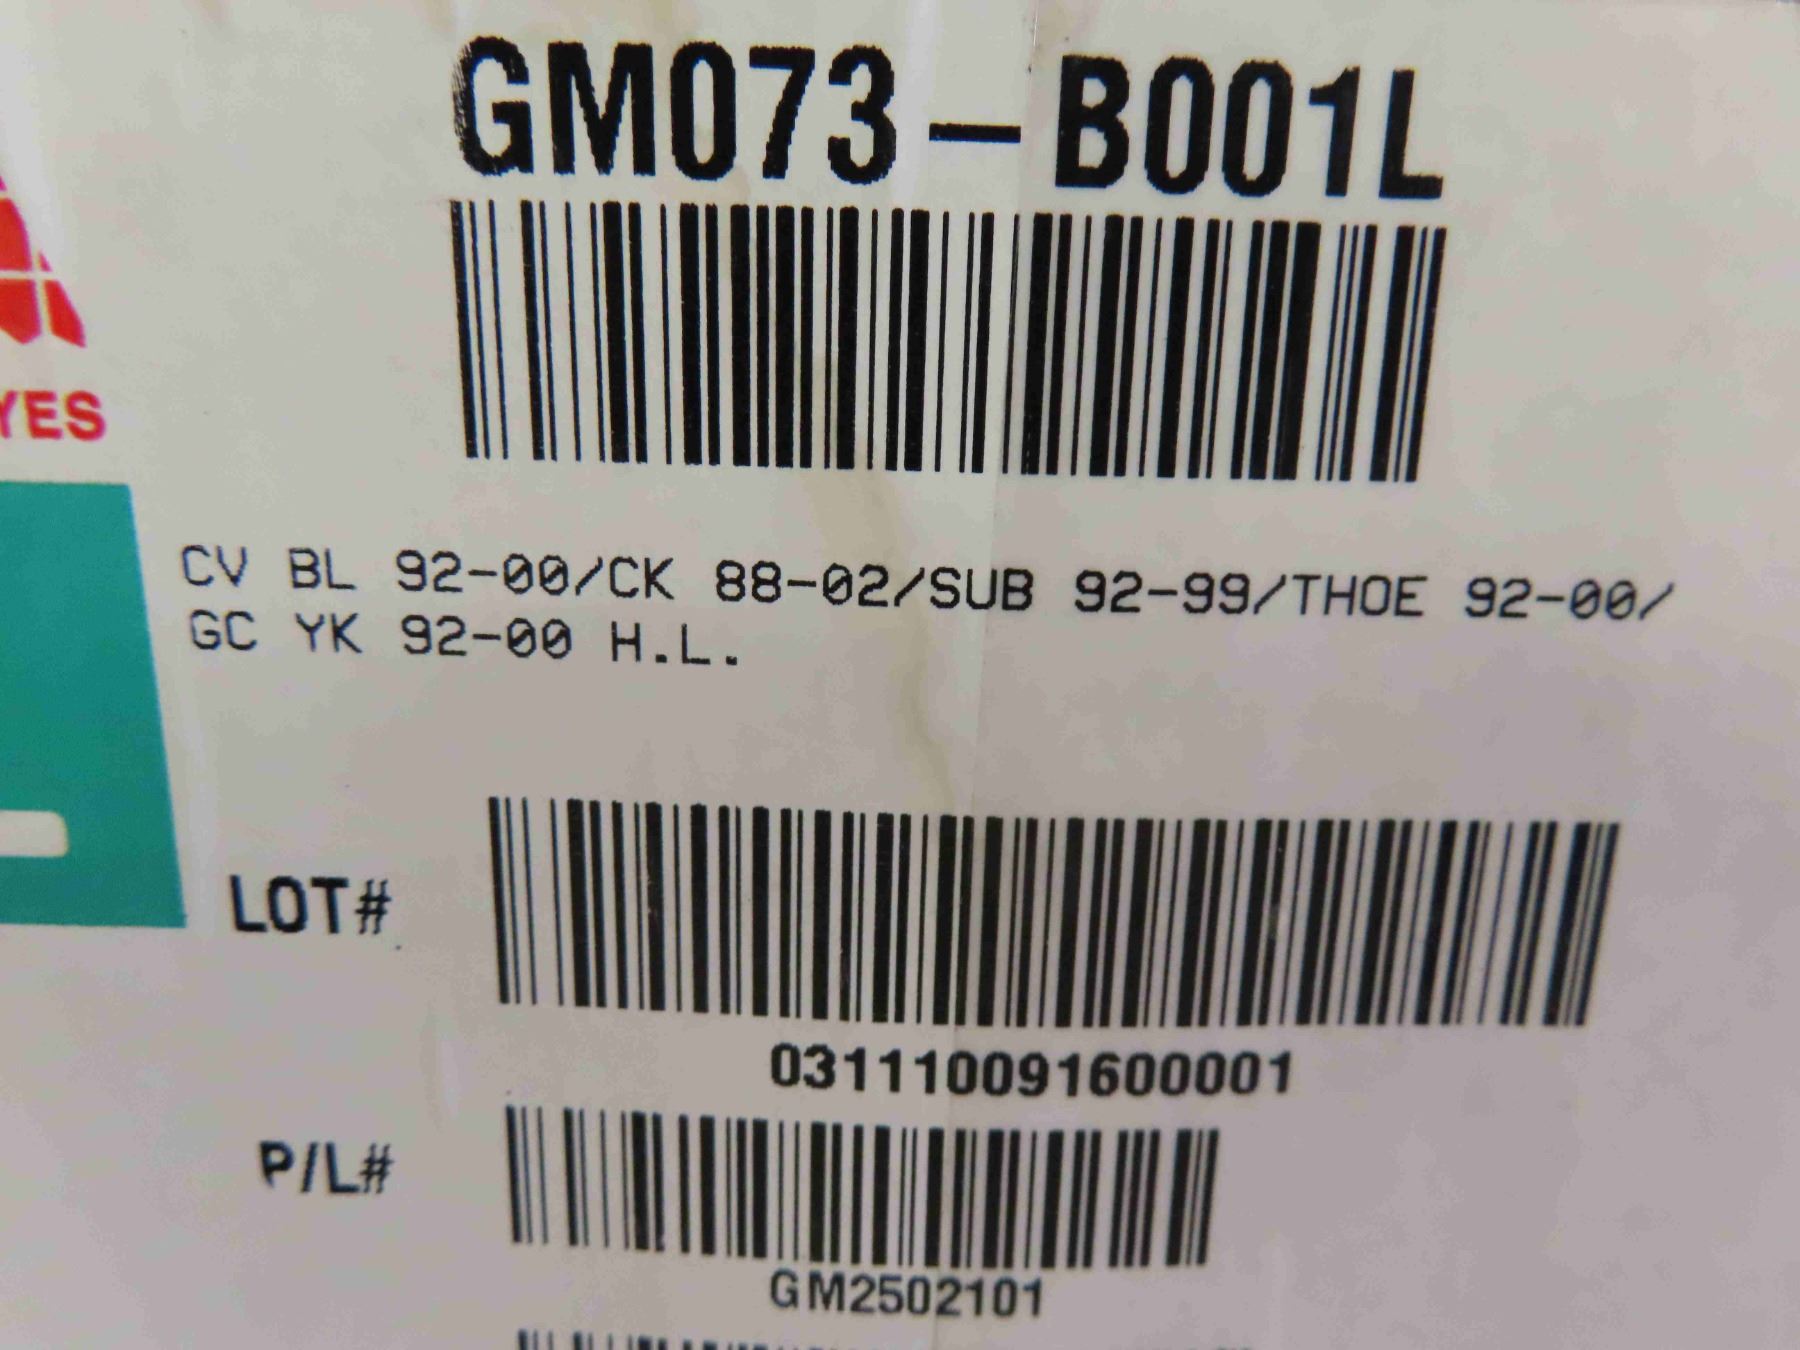 GM073-B001L
YES
CV BL 92-00/CK 88-02/SUB 92-99/THOE 92-00/
GC YK 92-00 H.L.
LOT#
031110091600001
P/L#
GM2502101